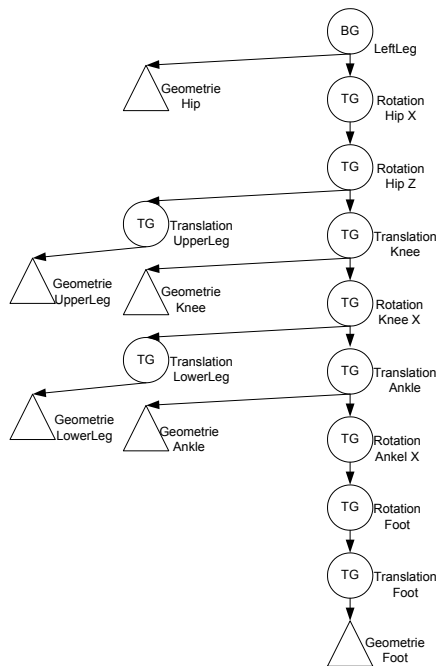 BG
LeftLeg
Geometrie
Hip
TG
Rotation
Hip X
TG
Rotation
Hip Z
TG
Translation
UpperLeg
TG
Translation
Knee
Geometrie
UpperLeg
Geometrie
Knee
TG
Rotation
Knee X
TG
Translation
LowerLeg
TG
Translation
Ankle
Geometrie
LowerLeg
Geometrie
Ankle
TG
Rotation
Ankel X
TG
Rotation
Foot
TG
Translation
Foot
Geometrie
Foot